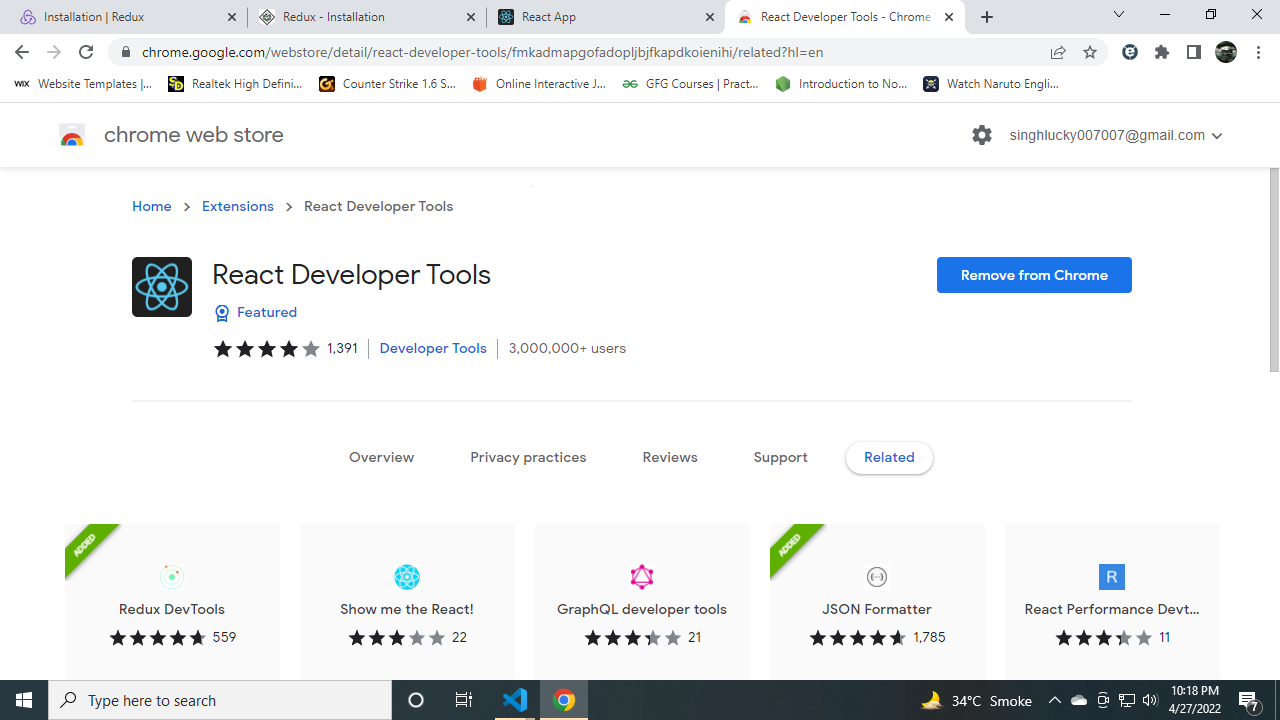 Installation | Redux
Redux - Installation
React App
React Developer Tools - Chrome
chrome.google.com/webstore/detail/react-developer-tools/fmkadmapgofadopljbjfkapdkoienihi/related?hl=en
WIX Website Templates |...
SD Realtek High Defini...
Counter Strike 1.6 S...
Online Interactive J...
GFG Courses | Pract...
Introduction to No...
Watch Naruto Engli...
chrome web store
singhlucky007007@gmail.com
Home
Extensions
React Developer Tools
React Developer Tools
Remove from Chrome
Featured
1,391
Developer Tools
3,000,000+ users
Overview
Privacy practices
Reviews
Support
Related
ADDED
Redux DevTools
559
Show me the React!
22
GraphQL developer tools
21
ADDED
JSON Formatter
1,785
R
React Performance Devt...
11
Type here to search
34°C Smoke
10:18 PM
4/27/2022
7